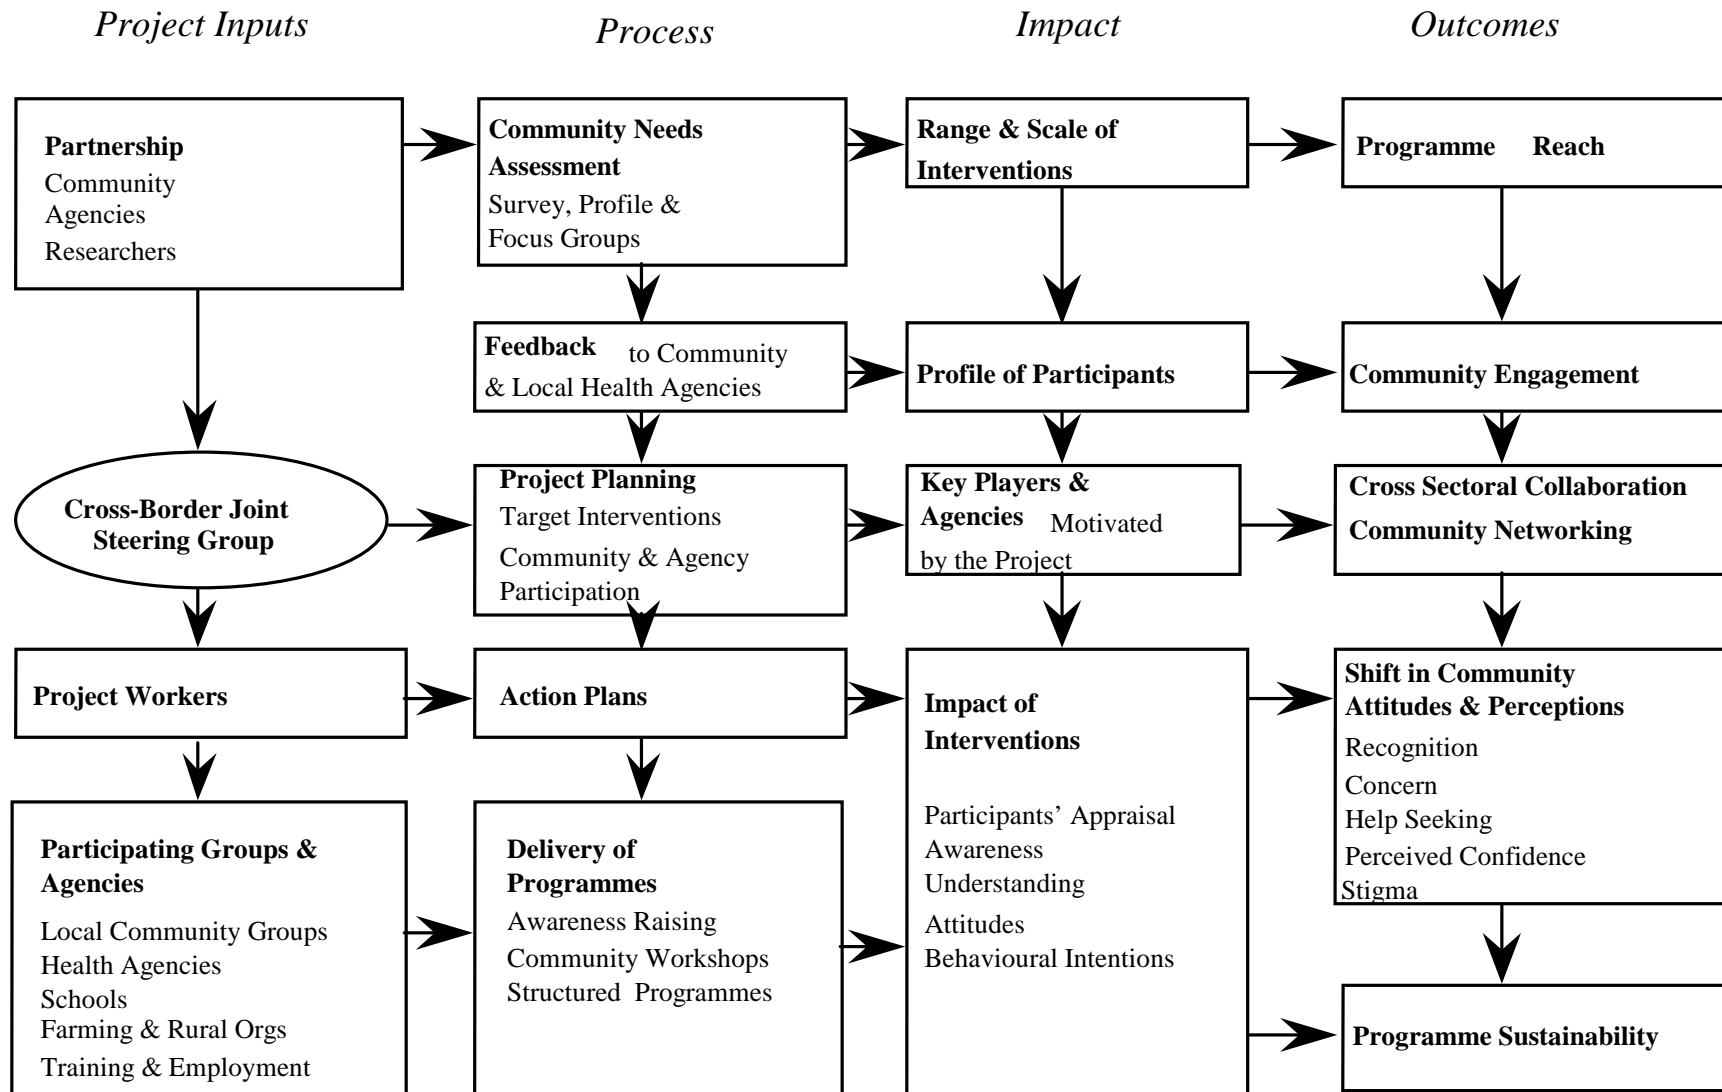 Project Inputs
Process
Impact
Outcomes
Partnership
Community
Agencies
Researchers
Community Needs
Assessment
Survey, Profile &
Focus Groups
Range & Scale of
Interventions
Programme Reach
Feedback to Community
& Local Health Agencies
Profile of Participants
Community Engagement
Cross-Border Joint
Steering Group
Project Planning
Target Interventions
Community & Agency
Participation
Key Players &
Agencies Motivated
by the Project
Cross Sectoral Collaboration
Community Networking
Project Workers
Action Plans
Impact of
Interventions
Participants’ Appraisal
Awareness
Understanding
Attitudes
Behavioural Intentions
Shift in Community
Attitudes & Perceptions
Recognition
Concern
Help Seeking
Perceived Confidence
Stigma
Participating Groups &
Agencies
Local Community Groups
Health Agencies
Schools
Farming & Rural Orgs
Training & Employment
Delivery of
Programmes
Awareness Raising
Community Workshops
Structured Programmes
Programme Sustainability